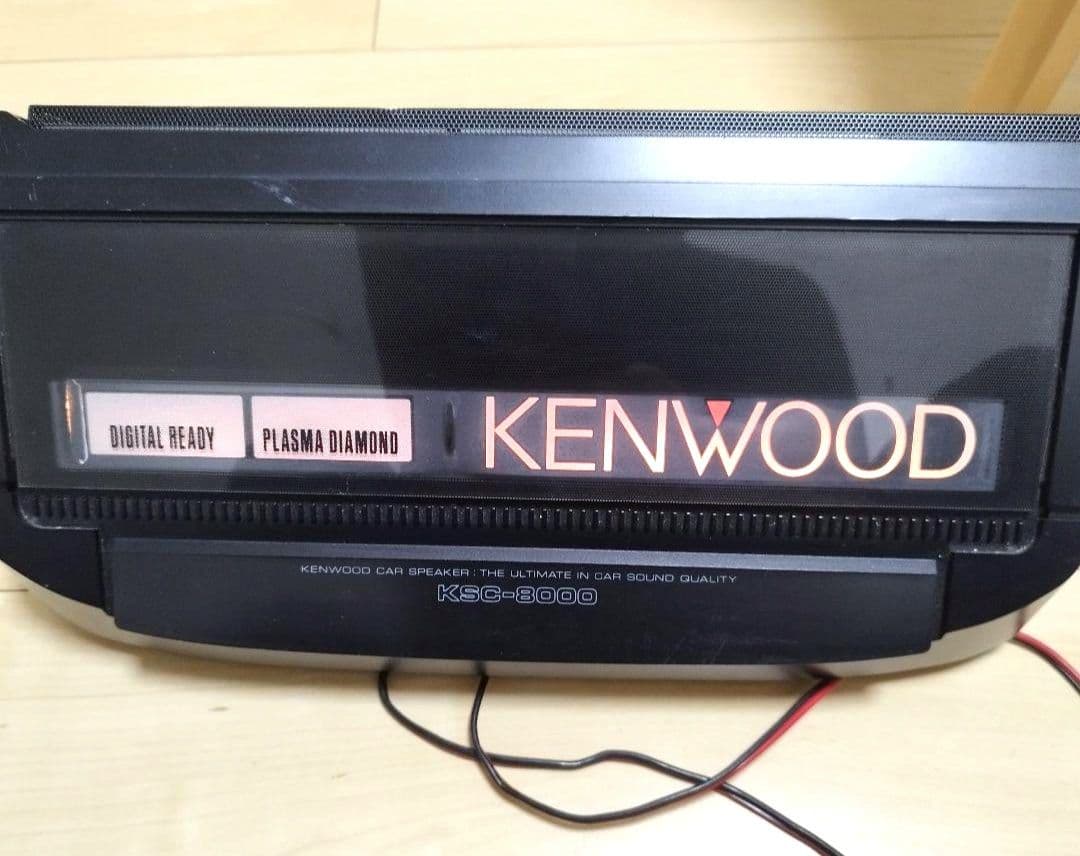 DIGITAL READY PLASMA DIAMOND KENWOOD
KENWOOD CAR SPEAKER : THE ULTIMATE IN CAR SOUND QUALITY
KSC-8000